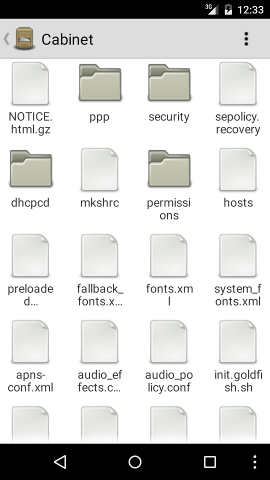 3G 12:33
Cabinet
NOTICE.
html.gz
ppp
security
sepolicy.
recovery
dhcpcd
mkshrc
permissi
ons
hosts
preloade
d...
fallback_
fonts.x...
fonts.xm
l
system_f
onts.xml
apns-
conf.xml
audio_ef
fects.c...
audio_po
licy.conf
init.goldfi
sh.sh